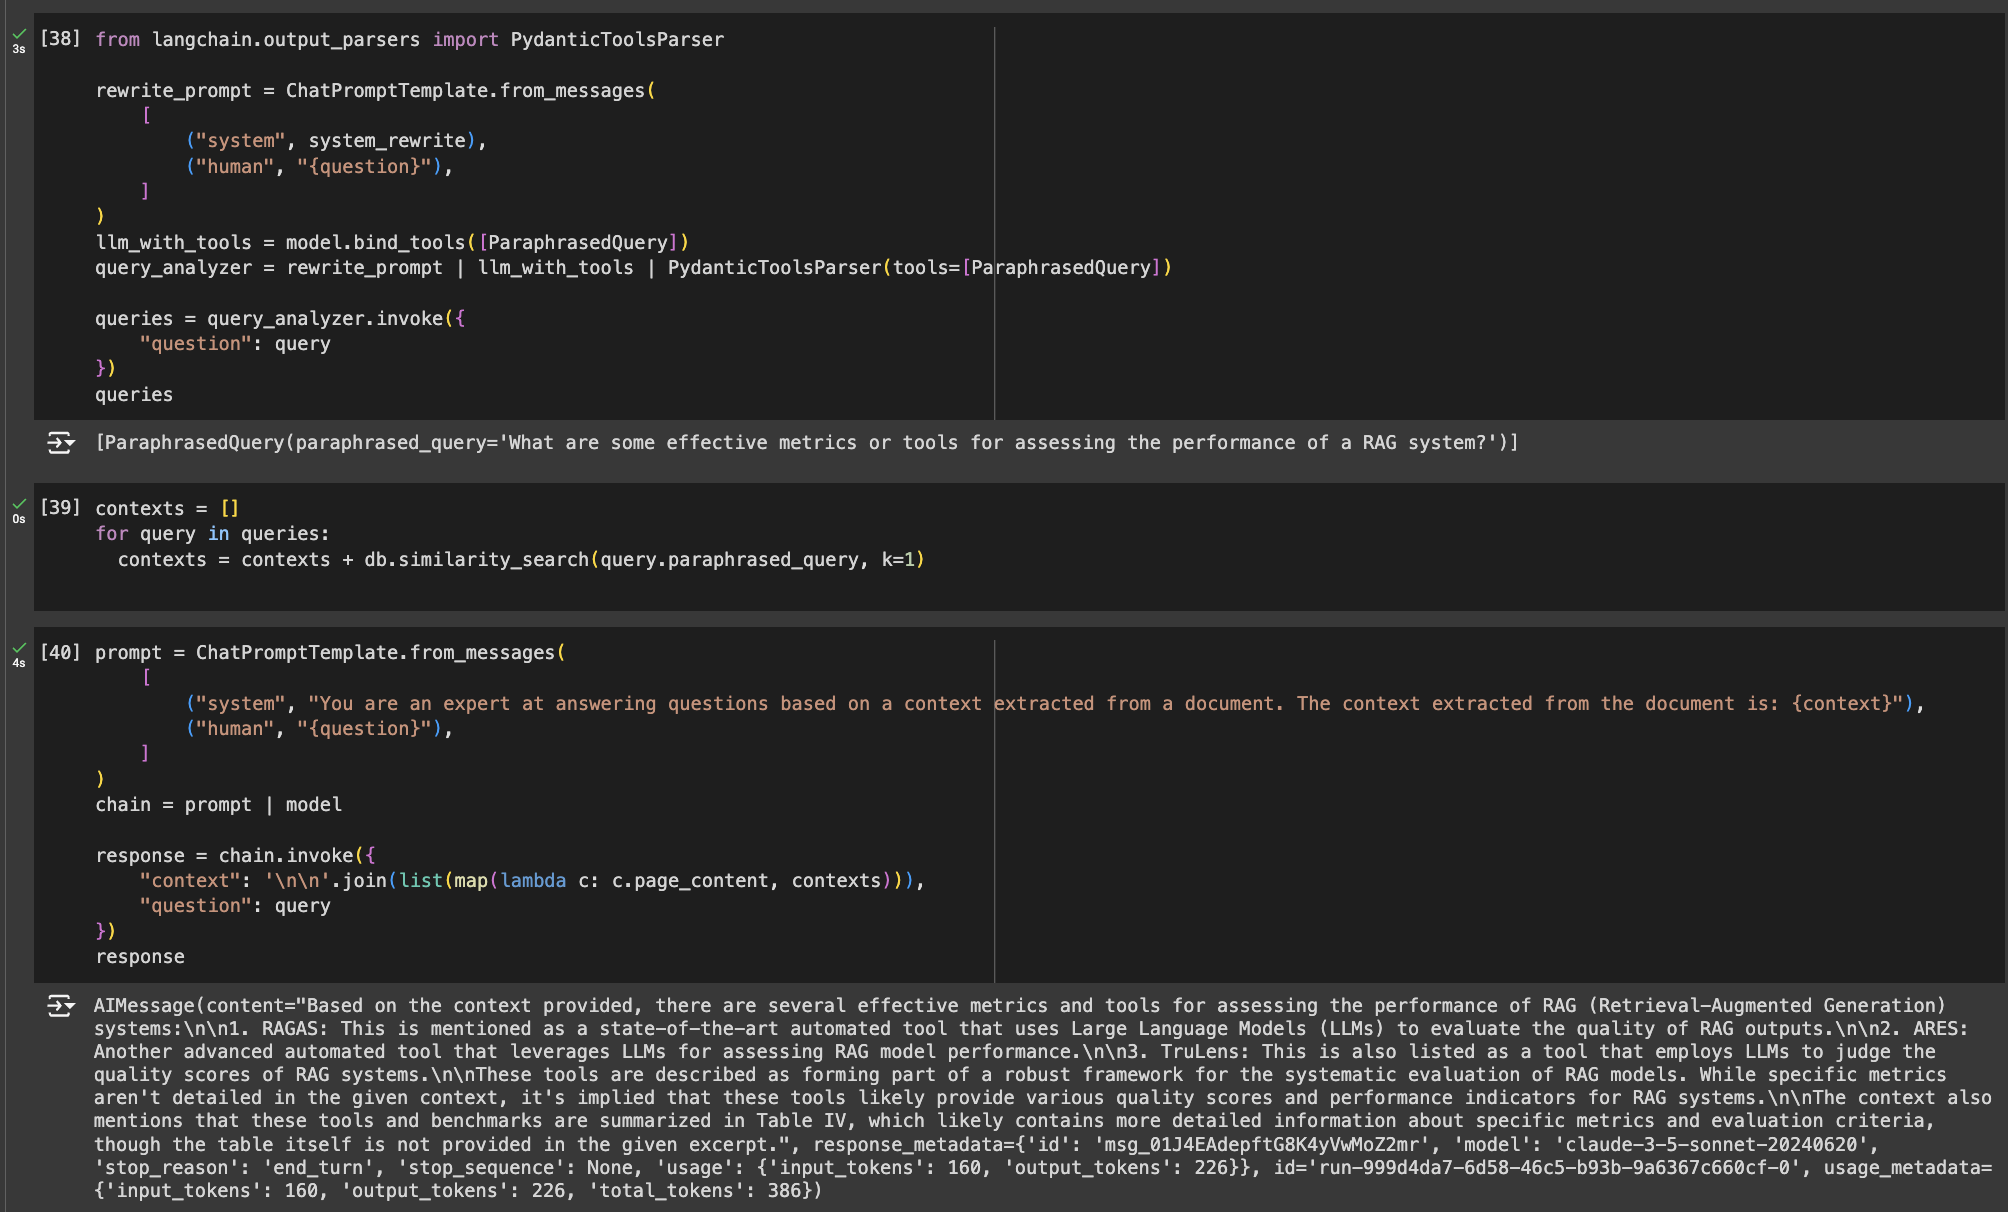 [38] from langchain.output_parsers import PydanticToolsParser
3s
rewrite_prompt = ChatPromptTemplate.from_messages(
    [
        ("system", system_rewrite),
        ("human", "{question}"),
    ]
)
llm_with_tools = model.bind_tools([ParaphrasedQuery])
query_analyzer = rewrite_prompt | llm_with_tools | PydanticToolsParser(tools=[ParaphrasedQuery])
queries = query_analyzer.invoke({
    "question": query
})
queries
[ParaphrasedQuery(paraphrased_query='What are some effective metrics or tools for assessing the performance of a RAG system?')]
[39] contexts = []
0s
for query in queries:
  contexts = contexts + db.similarity_search(query.paraphrased_query, k=1)
[40] prompt = ChatPromptTemplate.from_messages(
4s
    [
        ("system", "You are an expert at answering questions based on a context extracted from a document. The context extracted from the document is: {context}"),
        ("human", "{question}"),
    ]
)
chain = prompt | model
response = chain.invoke({
    "context": '\n\n'.join(list(map(lambda c: c.page_content, contexts))),
    "question": query
})
response
AIMessage(content="Based on the context provided, there are several effective metrics and tools for assessing the performance of RAG (Retrieval-Augmented Generation)
systems:\n\n1. RAGAS: This is mentioned as a state-of-the-art automated tool that uses Large Language Models (LLMs) to evaluate the quality of RAG outputs.\n\n2. ARES:
Another advanced automated tool that leverages LLMs for assessing RAG model performance.\n\n3. TruLens: This is also listed as a tool that employs LLMs to judge the
quality scores of RAG systems.\n\nThese tools are described as forming part of a robust framework for the systematic evaluation of RAG models. While specific metrics
aren't detailed in the given context, it's implied that these tools likely provide various quality scores and performance indicators for RAG systems.\n\nThe context also
mentions that these tools and benchmarks are summarized in Table IV, which likely contains more detailed information about specific metrics and evaluation criteria,
though the table itself is not provided in the given excerpt.", response_metadata={'id': 'msg_01J4EAdepftG8K4yVwMoZ2mr', 'model': 'claude-3-5-sonnet-20240620',
'stop_reason': 'end_turn', 'stop_sequence': None, 'usage': {'input_tokens': 160, 'output_tokens': 226}}, id='run-999d4da7-6d58-46c5-b93b-9a6367c660cf-0', usage_metadata=
{'input_tokens': 160, 'output_tokens': 226, 'total_tokens': 386})